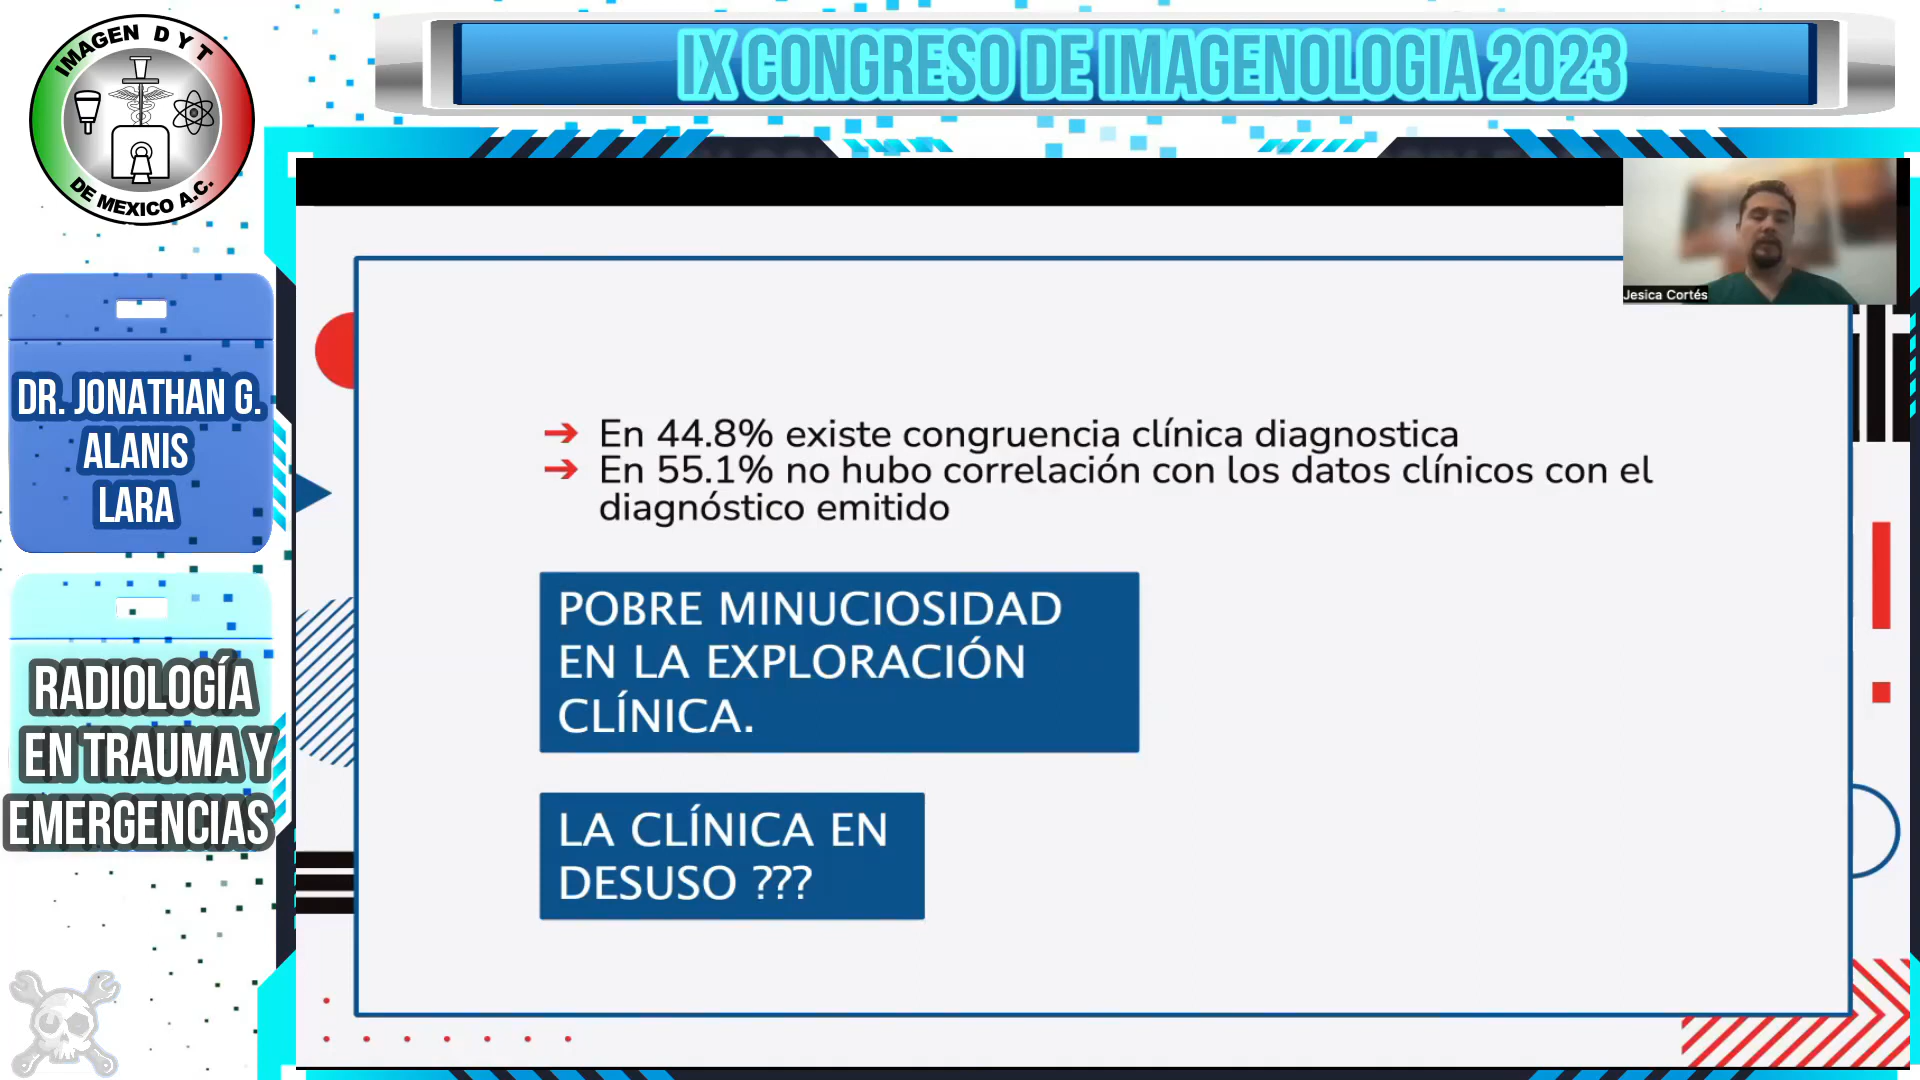 IMAGEN D Y T
DE MEXICO A.C.
IX CONGRESO DE IMAGENOLOGIA 2023
Jesica Cortés
DR. JONATHAN G.
ALANIS
LARA
RADIOLOGÍA
EN TRAUMA Y
EMERGENCIAS
➔ En 44.8% existe congruencia clínica diagnostica
➔ En 55.1% no hubo correlación con los datos clínicos con el
diagnóstico emitido
POBRE MINUCIOSIDAD
EN LA EXPLORACIÓN
CLÍNICA.
LA CLÍNICA EN
DESUSO ???